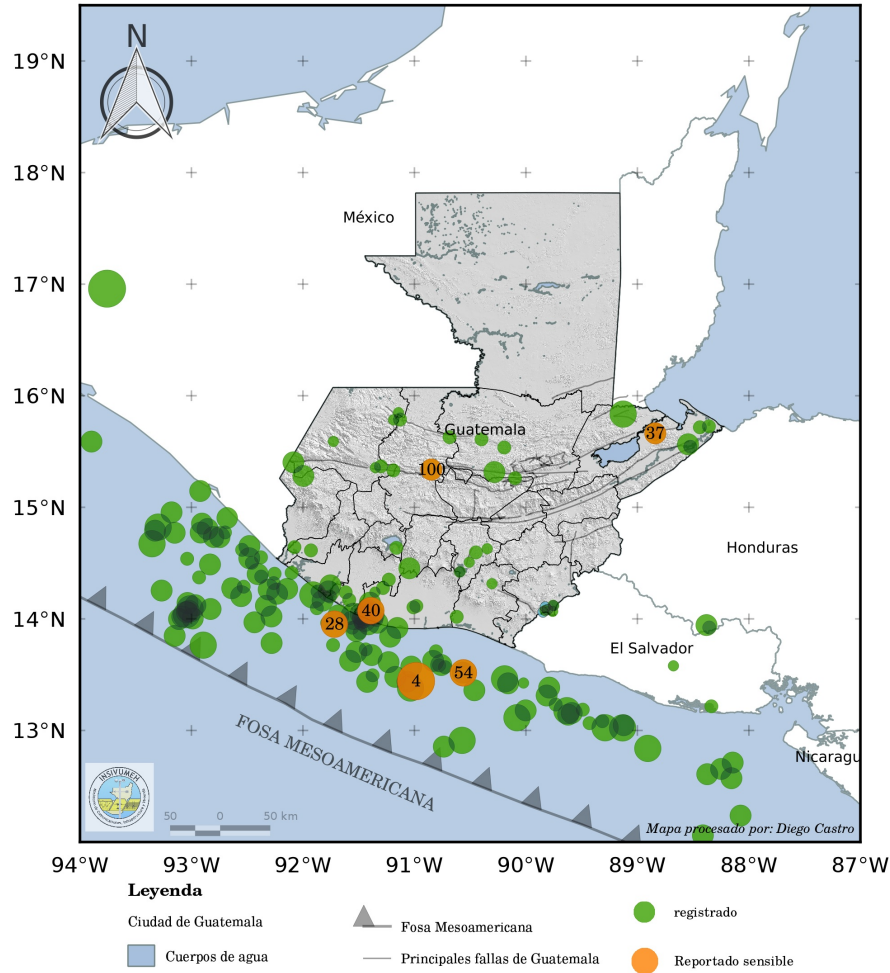 N
19°N
18°N
México
17°N
16°N
Guatemala
37
100
15°N
Honduras
14°N
40
28
El Salvador
54
4
13°N
FOSA MESOAMERICANA
Nicaragu
INSIVUMEH
50 0 50 km
Mapa procesado por: Diego Castro
94°W 93°W 92°W 91°W 90°W 89°W 88°W 87°W
Leyenda
Ciudad de Guatemala
Fosa Mesoamericana
registrado
Cuerpos de agua
Principales fallas de Guatemala
Reportado sensible